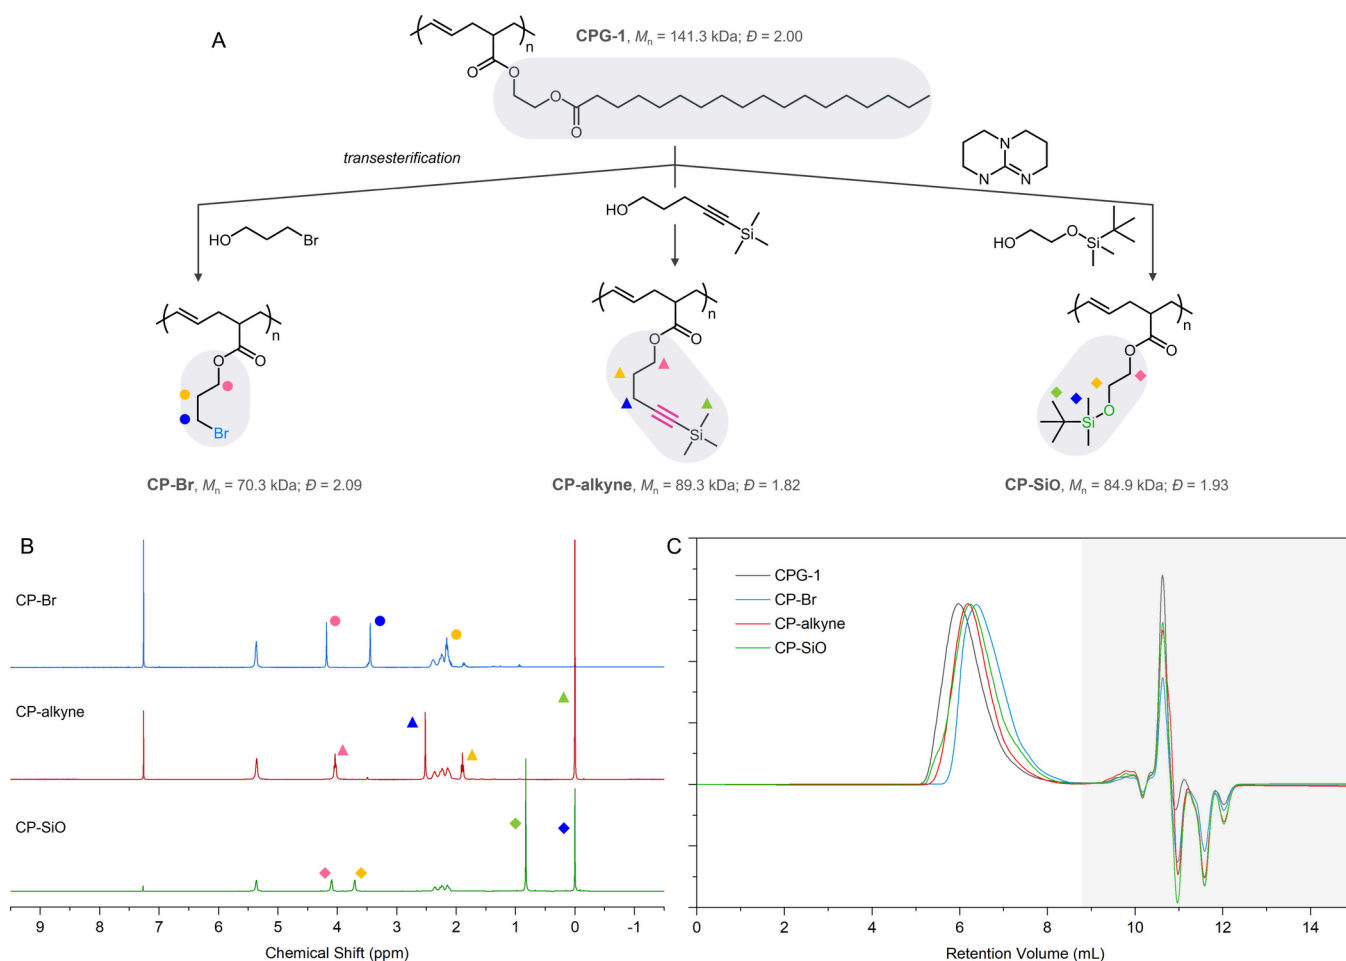 A
CPG-1, Mn = 141.3 kDa; Đ = 2.00
n
O
O
O
O
transesterification
N
N
N
HO
Br
HO
Si
HO
O
Si
n
O
O
Br
n
O
O
Si
n
O
O
Si
O
CP-Br, Mn = 70.3 kDa; Đ = 2.09
CP-alkyne, Mn = 89.3 kDa; Đ = 1.82
CP-SiO, Mn = 84.9 kDa; Đ = 1.93
B
CP-Br
CP-alkyne
CP-SiO
9 8 7 6 5 4 3 2 1 0 -1
Chemical Shift (ppm)
C
CPG-1
CP-Br
CP-alkyne
CP-SiO
0 2 4 6 8 10 12 14
Retention Volume (mL)